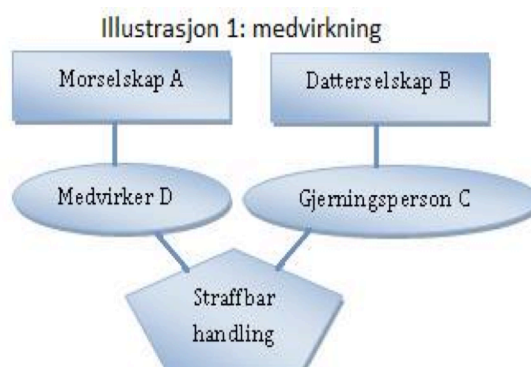 Illustrasjon 1: medvirkning
Morselskap A
Datterselskap B
Medvirker D
Gjerningsperson C
Straffbar
handling